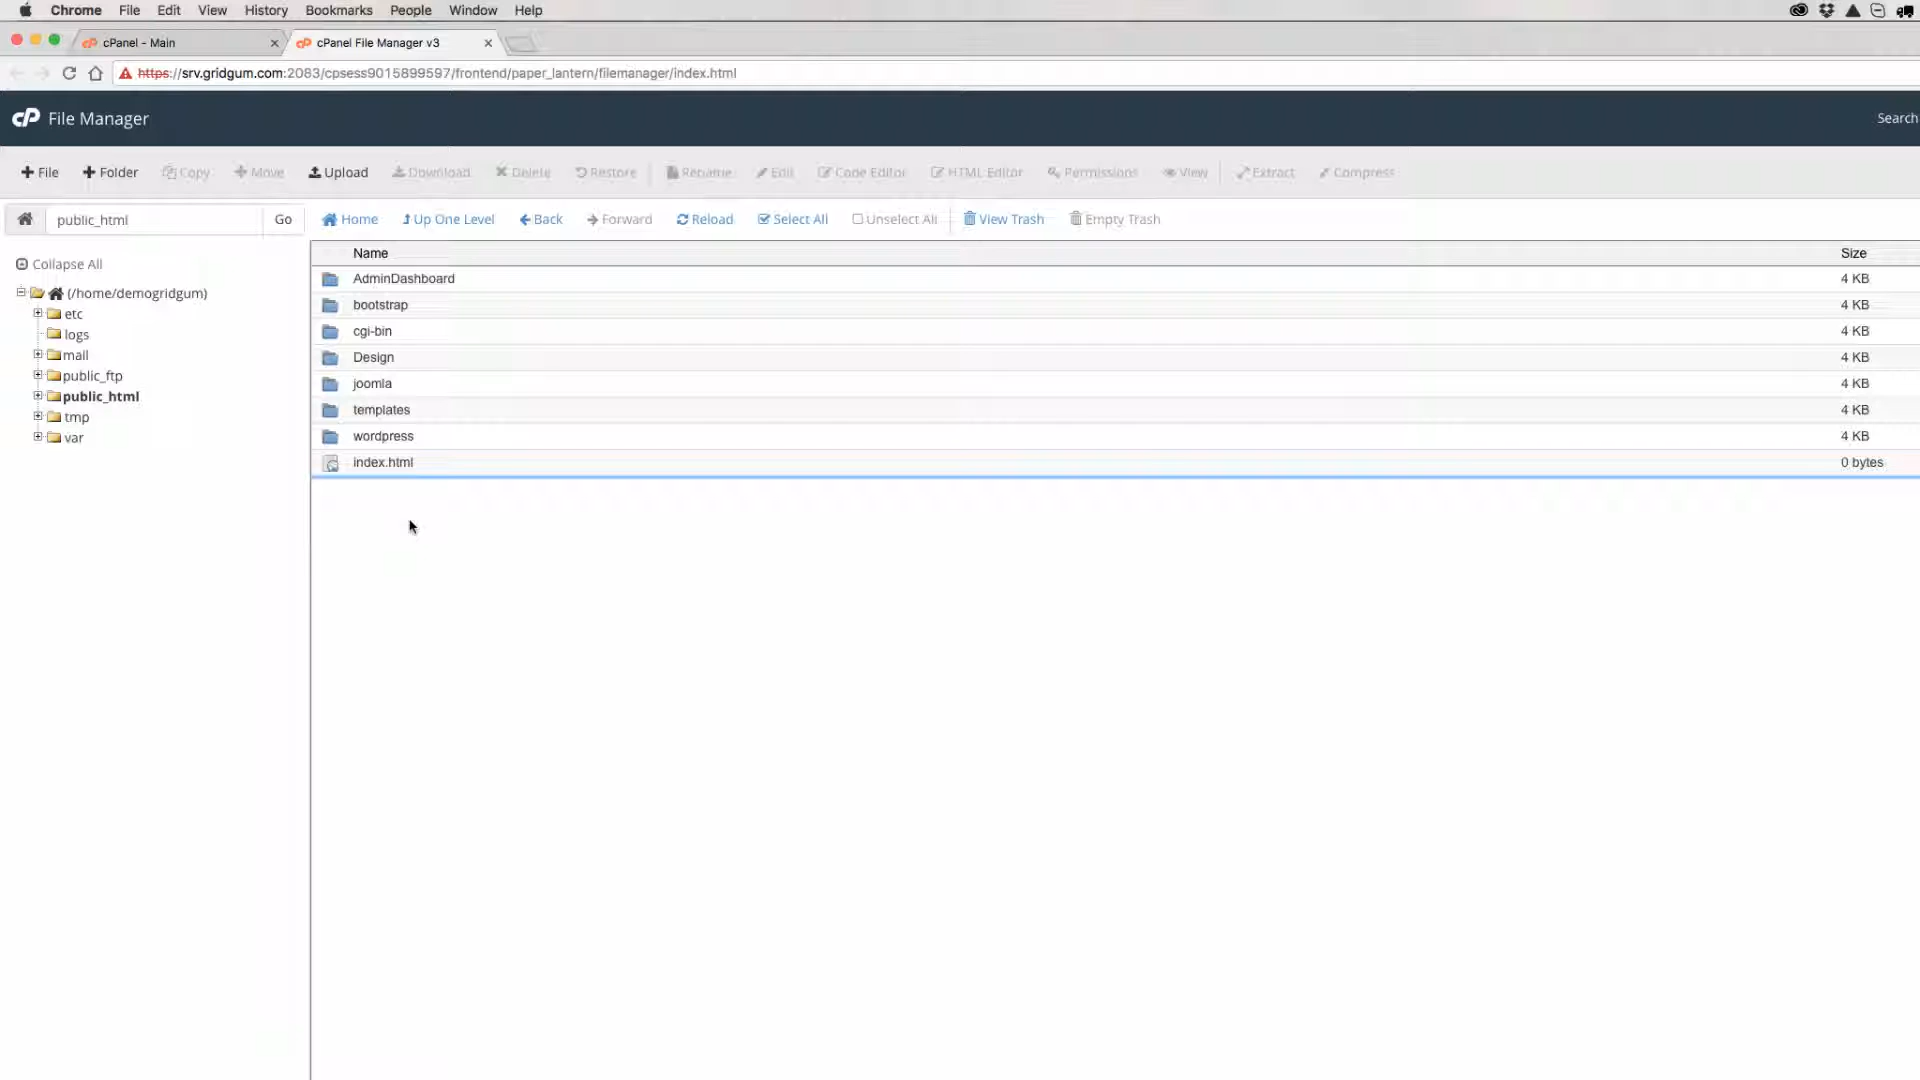 Chrome File Edit View History Bookmarks People Window Help
cPanel - Main
cPanel File Manager v3
https://srv.gridgum.com:2083/cpsess9015899597/frontend/paper_lantern/filemanager/index.html
cP File Manager
Search
File Folder Copy Move Upload Download Delete Restore Rename Edit Code Editor HTML Editor Permissions View Extract Compress
public_html Go Home Up One Level Back Forward Reload Select All Unselect All View Trash Empty Trash
Collapse All
(/home/demogridgum)
etc
logs
mail
public_ftp
public_html
tmp
var
Name Size
AdminDashboard 4 KB
bootstrap 4 KB
cgi-bin 4 KB
Design 4 KB
joomla 4 KB
templates 4 KB
wordpress 4 KB
index.html 0 bytes